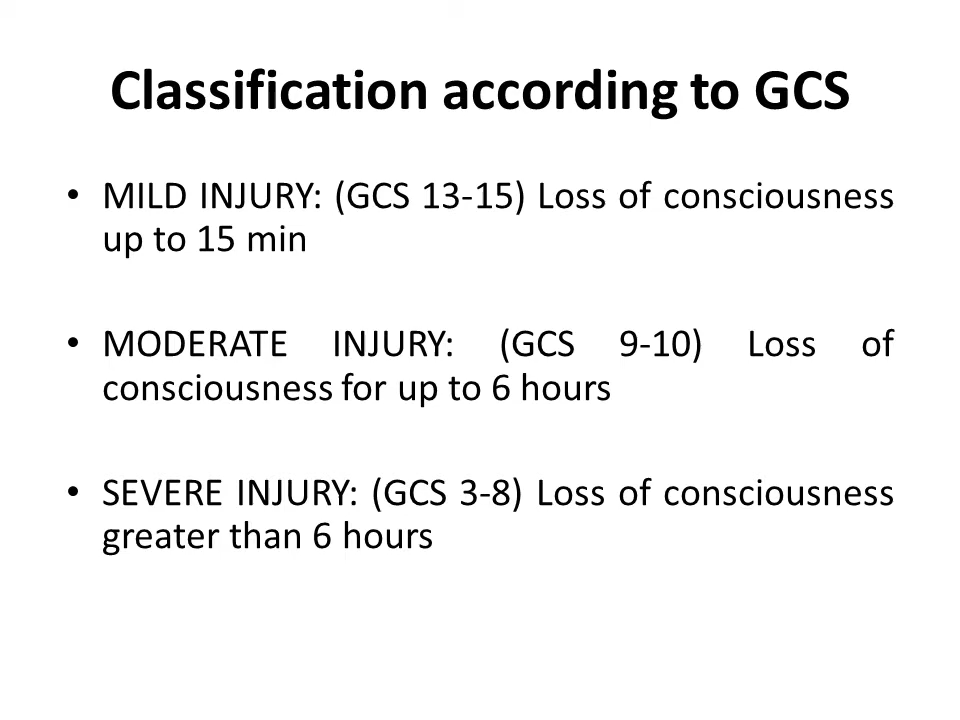 Classification according to GCS
• MILD INJURY: (GCS 13-15) Loss of consciousness
up to 15 min
• MODERATE INJURY: (GCS 9-10) Loss of
consciousness for up to 6 hours
• SEVERE INJURY: (GCS 3-8) Loss of consciousness
greater than 6 hours